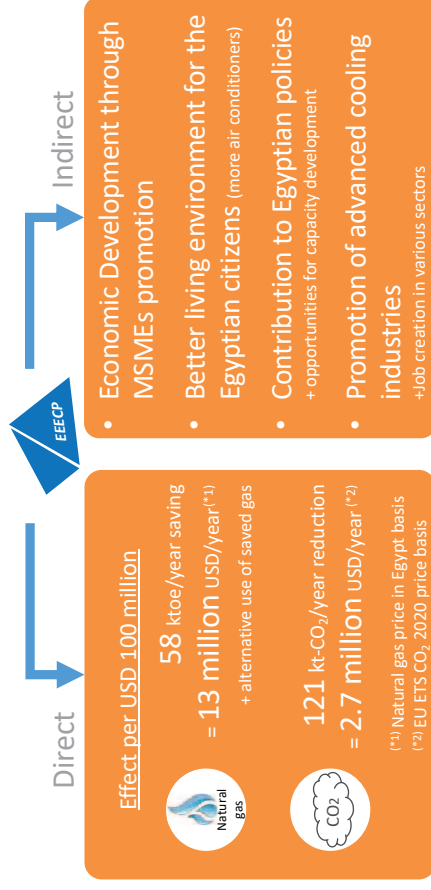 EEECP
Direct
Effect per USD 100 million
Natural
gas
58 ktoe/year saving
= 13 million USD/year(*1)
+ alternative use of saved gas
CO2
121 kt-CO2/year reduction
= 2.7 million USD/year (*2)
(*1) Natural gas price in Egypt basis
(*2) EU ETS CO2 2020 price basis
Indirect
• Economic Development through
MSMEs promotion
• Better living environment for the
Egyptian citizens (more air conditioners)
• Contribution to Egyptian policies
+ opportunities for capacity development
• Promotion of advanced cooling
industries
+Job creation in various sectors